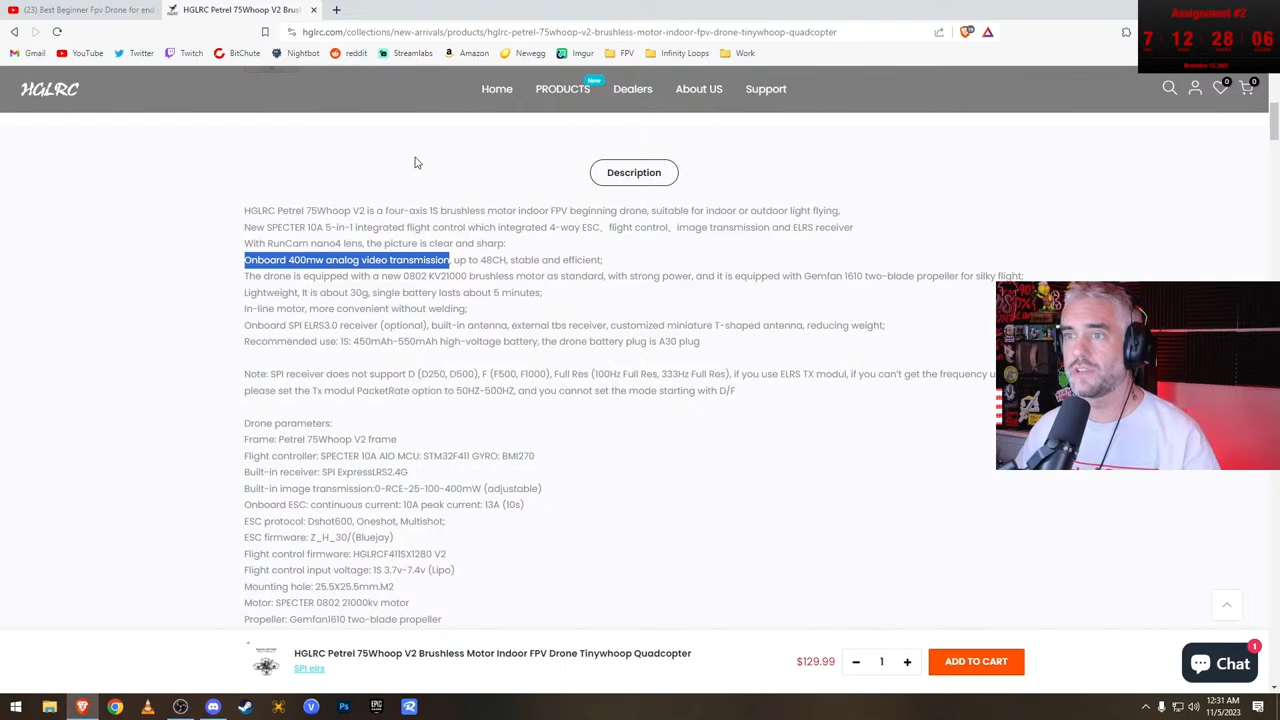 (23) Best Beginner Fpv Drone for end
HGLRC Petrel 75Whoop V2 Brus
hglrc.com/collections/new-arrivals/products/hglrc-petrel-75whoop-v2-brushless-motor-indoor-fpv-drone-tinywhoop-quadcopter
Gmail YouTube Twitter Twitch BitChute Nightbot reddit Streamlabs Amazon Newegg Imgur FPV Infinity Loops Work
Assignment #2
7 12 28 06
HGLRC
Home PRODUCTS New Dealers About US Support 0 0
Description
HGLRC Petrel 75Whoop V2 is a four-axis 1S brushless motor indoor FPV beginning drone, suitable for indoor or outdoor light flying,
New SPECTER 10A 5-in-1 integrated flight control which integrated 4-way ESC、flight control、image transmission and ELRS receiver
With RunCam nano4 lens, the picture is clear and sharp:
Onboard 400mw analog video transmission, up to 48CH, stable and efficient;
The drone is equipped with a new 0802 KV21000 brushless motor as standard, with strong power, and it is equipped with Gemfan 1610 two-blade propeller for silky flight;
Lightweight, It is about 30g, single battery lasts about 5 minutes;
In-line motor, more convenient without welding;
Onboard SPI ELRS3.0 receiver (optional), built-in antenna, external tbs receiver, customized miniature T-shaped antenna, reducing weight;
Recommended use: 1S: 450mAh-550mAh high-voltage battery, the drone battery plug is A30 plug
Note: SPI receiver does not support D (D250, D500), F (F500, F1000), Full Res (100Hz Full Res, 333Hz Full Res), if you use ELRS TX modul, if you can't get the frequency u
please set the Tx modul PacketRate option to 50HZ-500HZ, and you cannot set the mode starting with D/F
Drone parameters:
Frame: Petrel 75Whoop V2 frame
Flight controller: SPECTER 10A AIO MCU: STM32F411 GYRO: BMI270
Built-in receiver: SPI ExpressLRS2.4G
Built-in image transmission:0-RCE-25-100-400mW (adjustable)
Onboard ESC: continuous current: 10A peak current: 13A (10s)
ESC protocol: Dshot600, Oneshot, Multishot;
ESC firmware: Z_H_30/(Bluejay)
Flight control firmware: HGLRCF411SX1280 V2
Flight control input voltage: 1S 3.7v-7.4v (Lipo)
Mounting hole: 25.5X25.5mm.M2
Motor: SPECTER 0802 21000kv motor
Propeller: Gemfan1610 two-blade propeller
HGLRC Petrel 75Whoop V2 Brushless Motor Indoor FPV Drone Tinywhoop Quadcopter
SPI elrs
$129.99 1 ADD TO CART
Chat 1
12:31 AM
11/5/2023